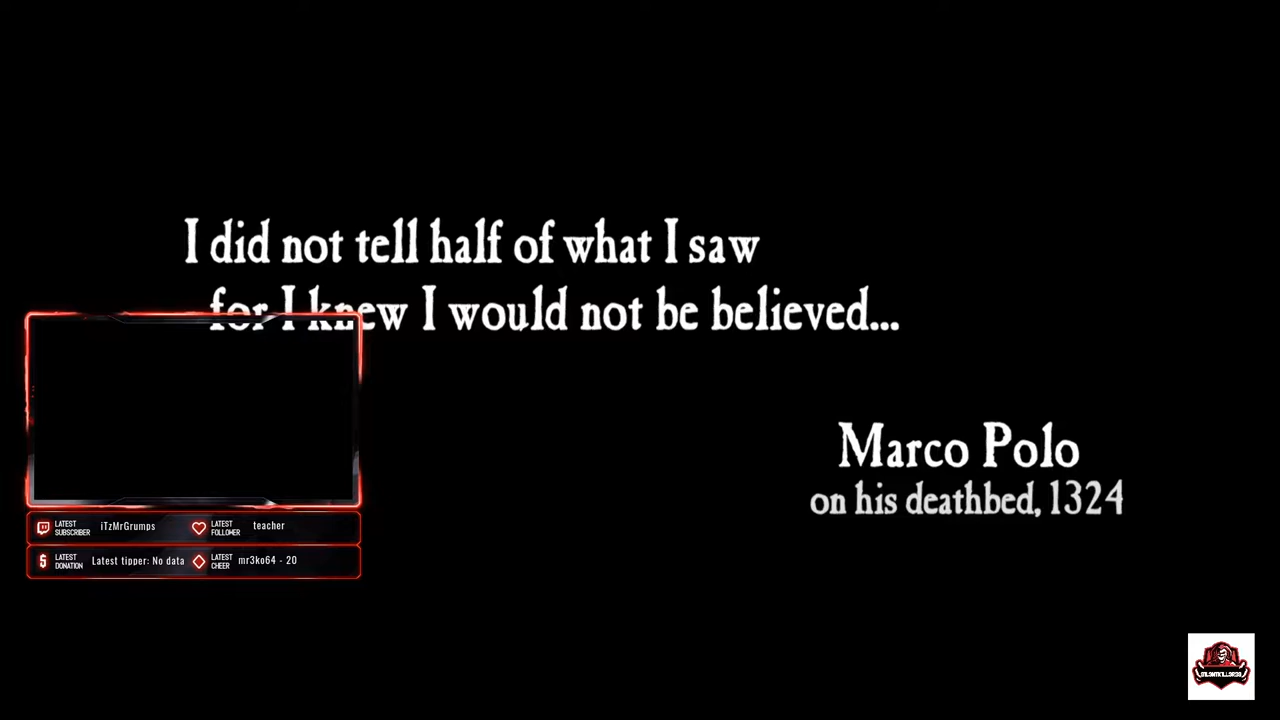 I did not tell half of what I saw
for I knew I would not be believed...
Marco Polo
on his deathbed, 1324
LATEST SUBSCRIBER iTzMrGrumps
LATEST FOLLOWER teacher
LATEST DONATION Latest tipper: No data
LATEST CHEER mr3ko64 - 20